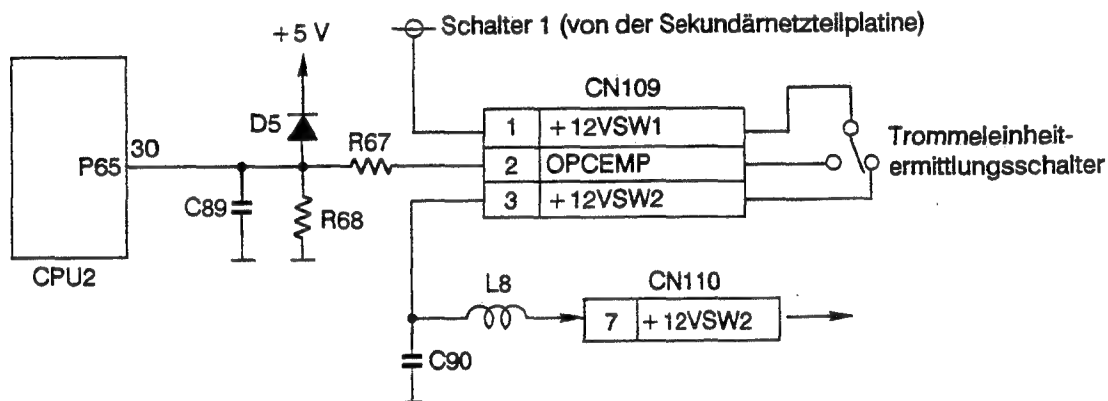 Schalter 1 (von der Sekundärnetzteilplatine)
+5 V
CN109
D5
1 +12VSW1
R67
Trommeleinheit-
ermittlungsschalter
30
P65
2 OPCEMP
C89
R68
3 +12VSW2
CPU2
L8
CN110
7 +12VSW2
C90